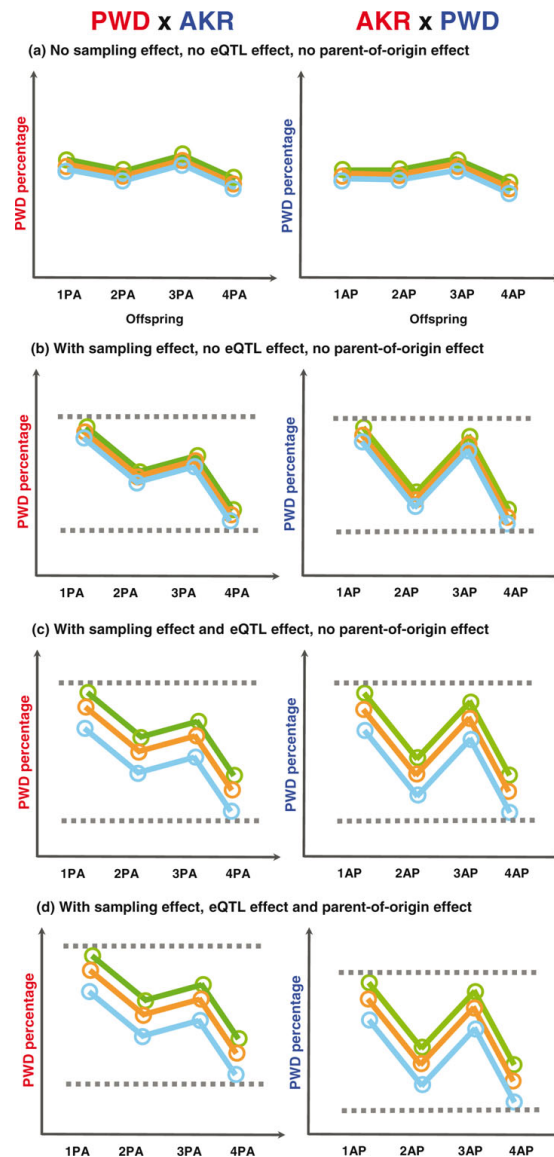 PWD x AKR
AKR x PWD
(a) No sampling effect, no eQTL effect, no parent-of-origin effect
PWD percentage
1PA 2PA 3PA 4PA
Offspring
PWD percentage
1AP 2AP 3AP 4AP
Offspring
(b) With sampling effect, no eQTL effect, no parent-of-origin effect
PWD percentage
1PA 2PA 3PA 4PA
PWD percentage
1AP 2AP 3AP 4AP
(c) With sampling effect and eQTL effect, no parent-of-origin effect
PWD percentage
1PA 2PA 3PA 4PA
PWD percentage
1AP 2AP 3AP 4AP
(d) With sampling effect, eQTL effect and parent-of-origin effect
PWD percentage
1PA 2PA 3PA 4PA
PWD percentage
1AP 2AP 3AP 4AP